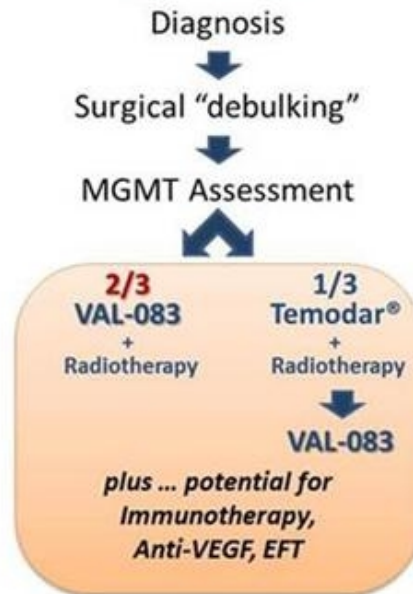 Diagnosis
Surgical “debulking”
MGMT Assessment
2/3
VAL-083
+
Radiotherapy
1/3
Temodar®
+
Radiotherapy
VAL-083
plus ... potential for
Immunotherapy,
Anti-VEGF, EFT